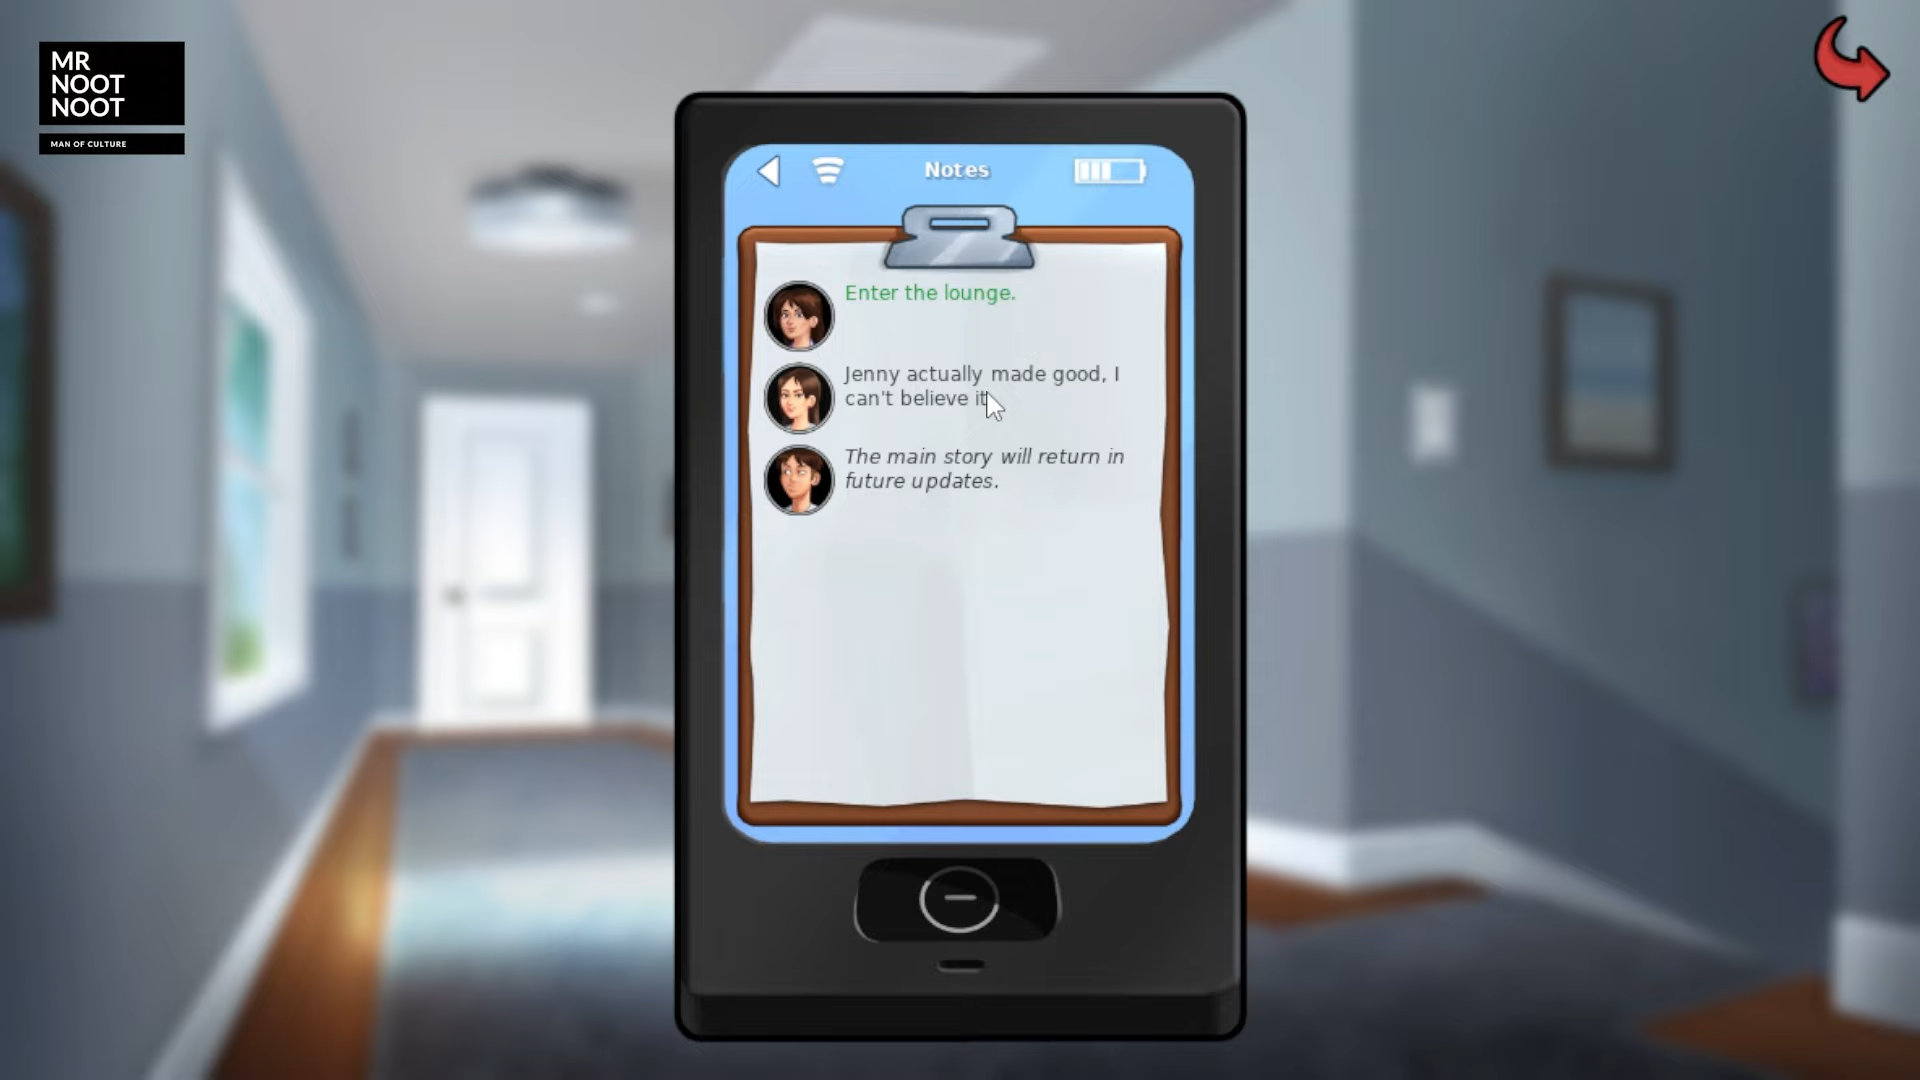 MR
NOOT
NOOT
MAN OF CULTURE
Notes
Enter the lounge.
Jenny actually made good, I
can't believe it
The main story will return in
future updates.